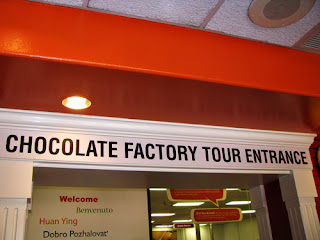 CHOCOLATE FACTORY TOUR ENTRANCE
Welcome
Benvenuto
Huan Ying
Dobro Pozhalovat'